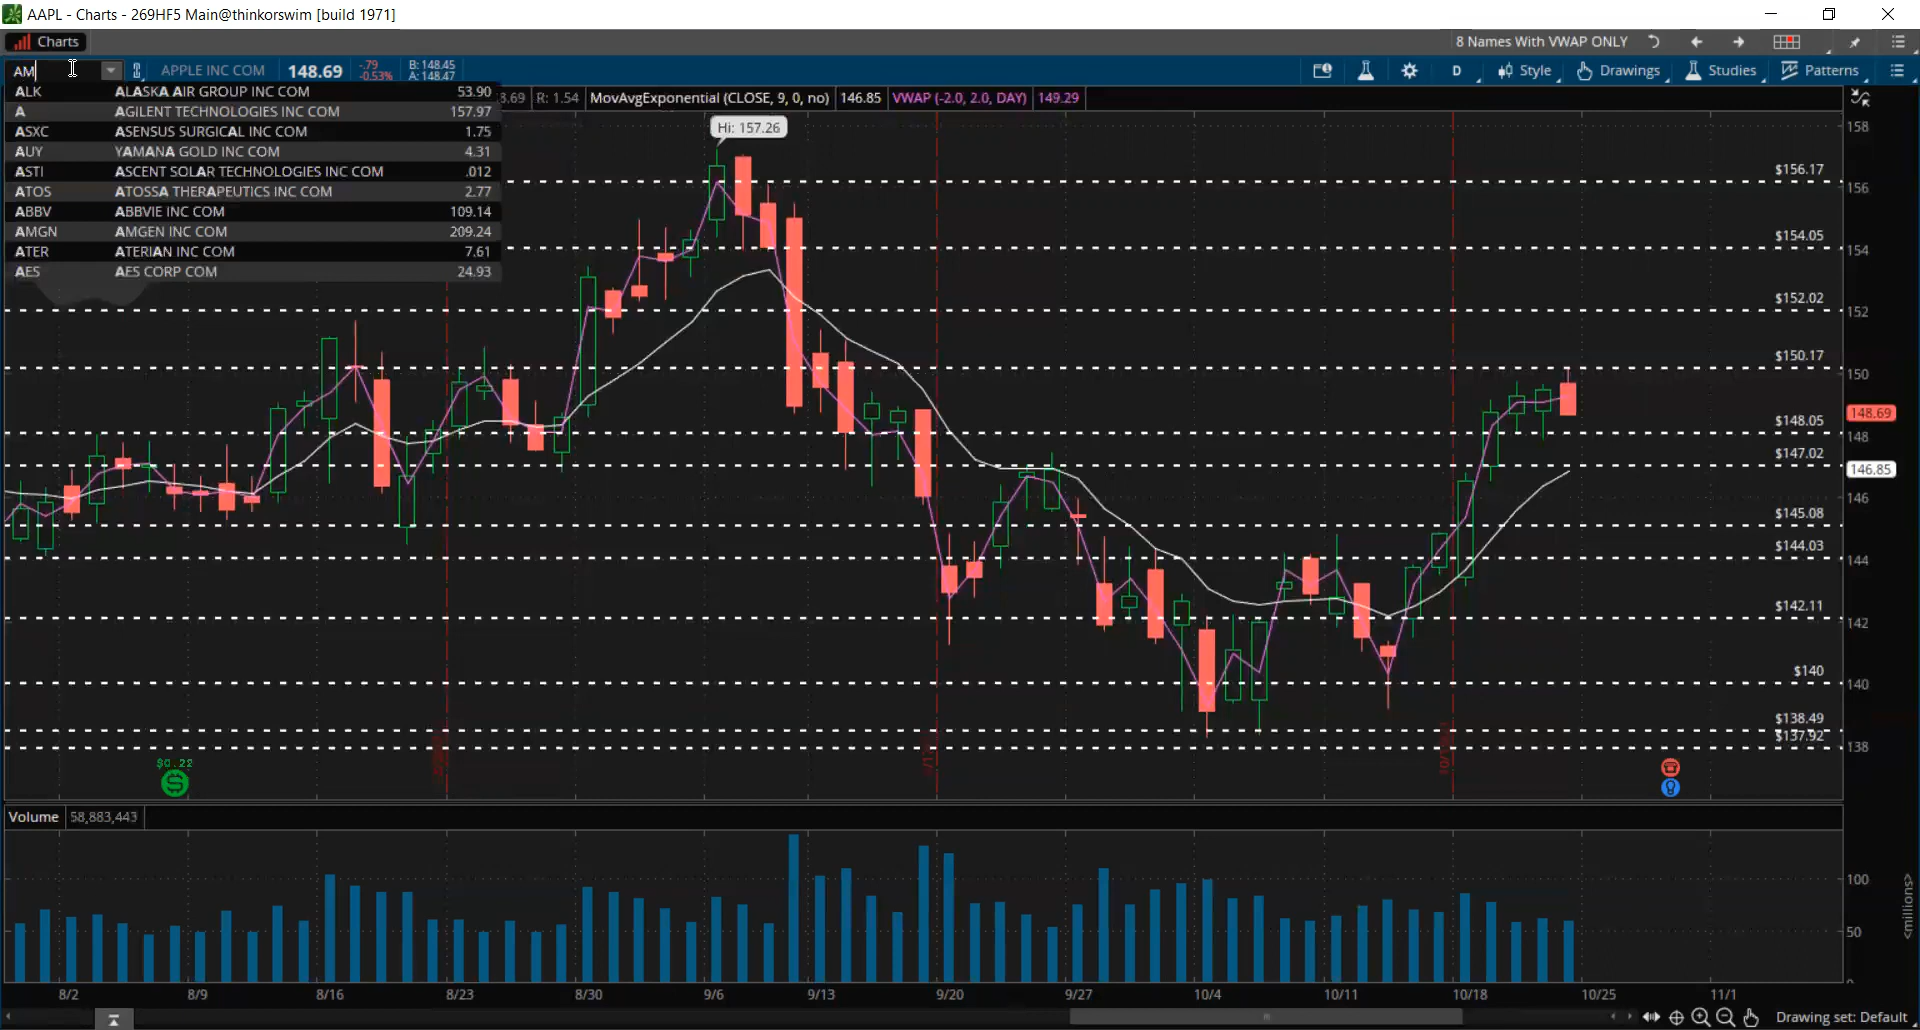 AAPL - Charts - 269HF5 Main@thinkorswim [build 1971]
Charts
8 Names With VWAP ONLY
AM
APPLE INC COM
148.69
-.79
-0.53%
B: 148.45
A: 148.47
D
Style
Drawings
Studies
Patterns
ALK ALASKA AIR GROUP INC COM 53.90
A AGILENT TECHNOLOGIES INC COM 157.97
ASXC ASENSUS SURGICAL INC COM 1.75
AUY YAMANA GOLD INC COM 4.31
ASTI ASCENT SOLAR TECHNOLOGIES INC COM .012
ATOS ATOSSA THERAPEUTICS INC COM 2.77
ABBV ABBVIE INC COM 109.14
AMGN AMGEN INC COM 209.24
ATER ATERIAN INC COM 7.61
AES AES CORP COM 24.93
8.69 R: 1.54 MovAvgExponential (CLOSE, 9, 0, no) 146.85 VWAP (-2.0, 2.0, DAY) 149.29
Hi: 157.26
158
$156.17
156
$154.05
154
$152.02
152
$150.17
150
148.69
$148.05
148
$147.02
146.85
146
$145.08
$144.03
144
$142.11
142
$140
140
$138.49
$137.92
138
$0.22
Volume 58,883,443
100
50
0
<millions>
8/2 8/9 8/16 8/23 8/30 9/6 9/13 9/20 9/27 10/4 10/11 10/18 10/25 11/1
Drawing set: Default